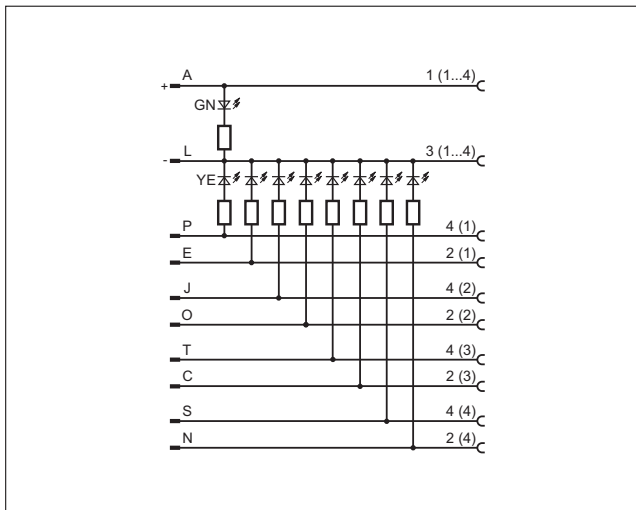 A 1 (1...4)
+
GN
L 3 (1...4)
-
YE
P 4 (1)
E 2 (1)
J 4 (2)
O 2 (2)
T 4 (3)
C 2 (3)
S 4 (4)
N 2 (4)